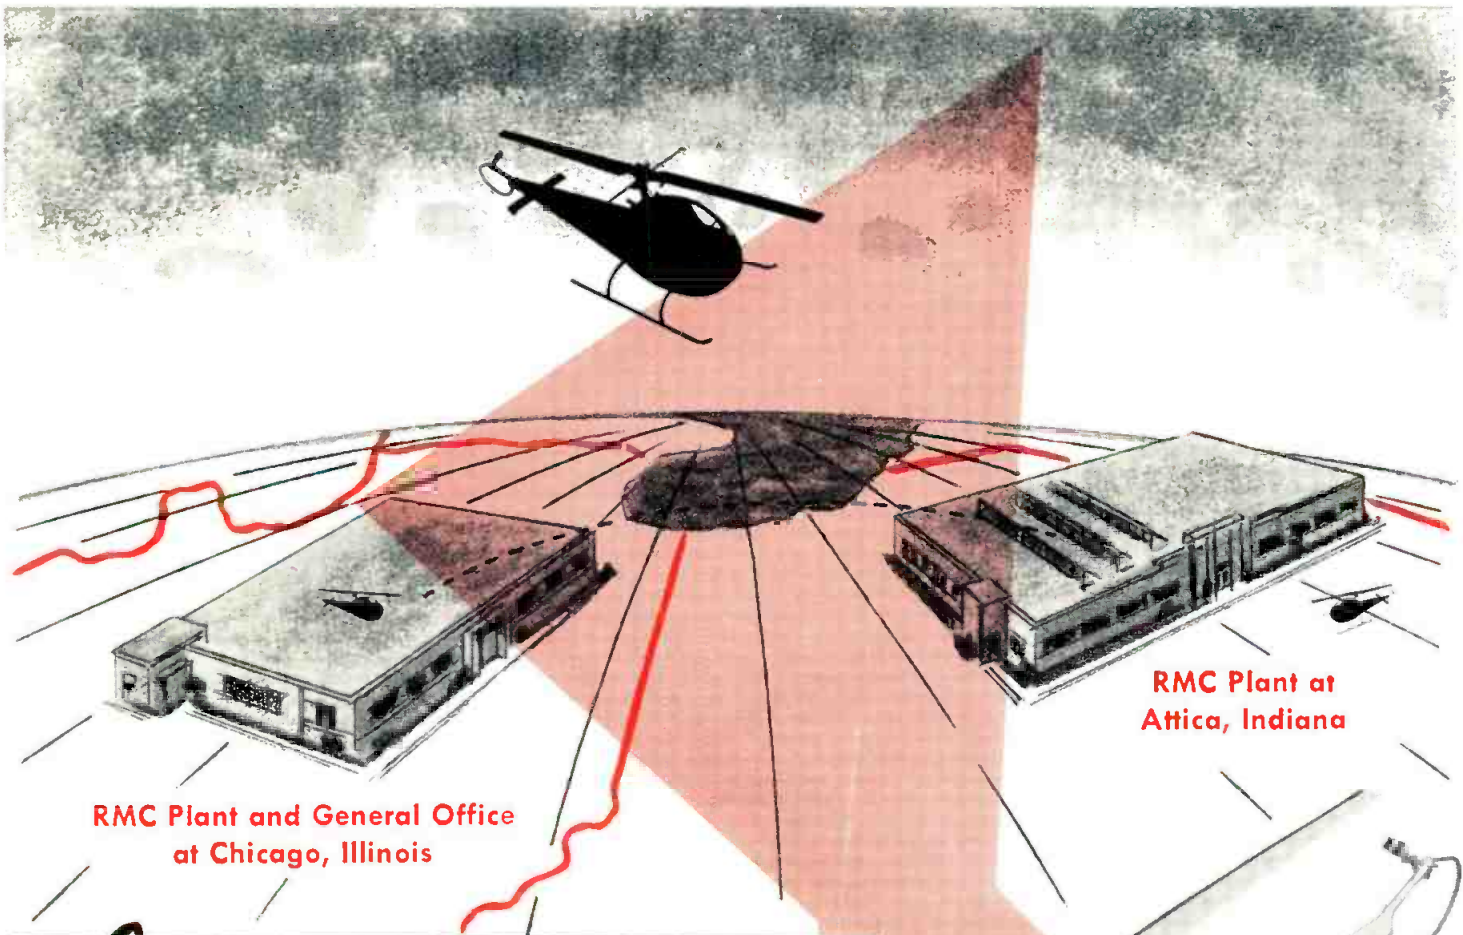 RMC Plant and General Office
at Chicago, Illinois
RMC Plant at
Attica, Indiana